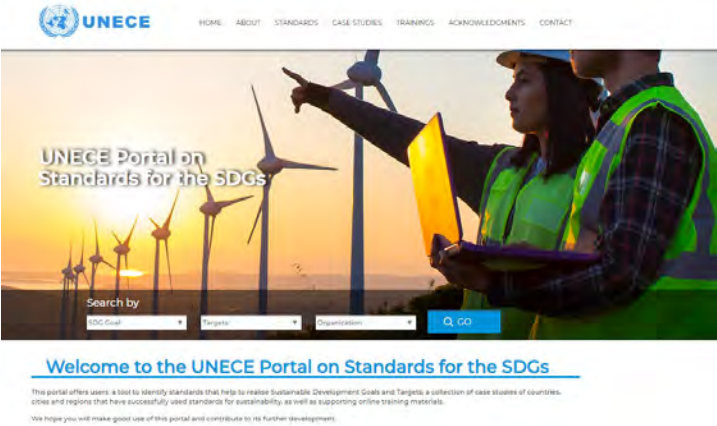 UNECE
HOME ABOUT STANDARDS CASE STUDIES TRAININGS ACKNOWLEDGMENTS CONTACT
UNECE Portal on
Standards for the SDGs
Search by
SDG Goal Targets Organization GO
Welcome to the UNECE Portal on Standards for the SDGs
This portal offers users: a tool to identify standards that help to realise Sustainable Development Goals and Targets; a collection of case studies of countries,
cities and regions that have successfully used standards for sustainability, as well as supporting online training materials.
We hope you will make good use of this portal and contribute to its further development.